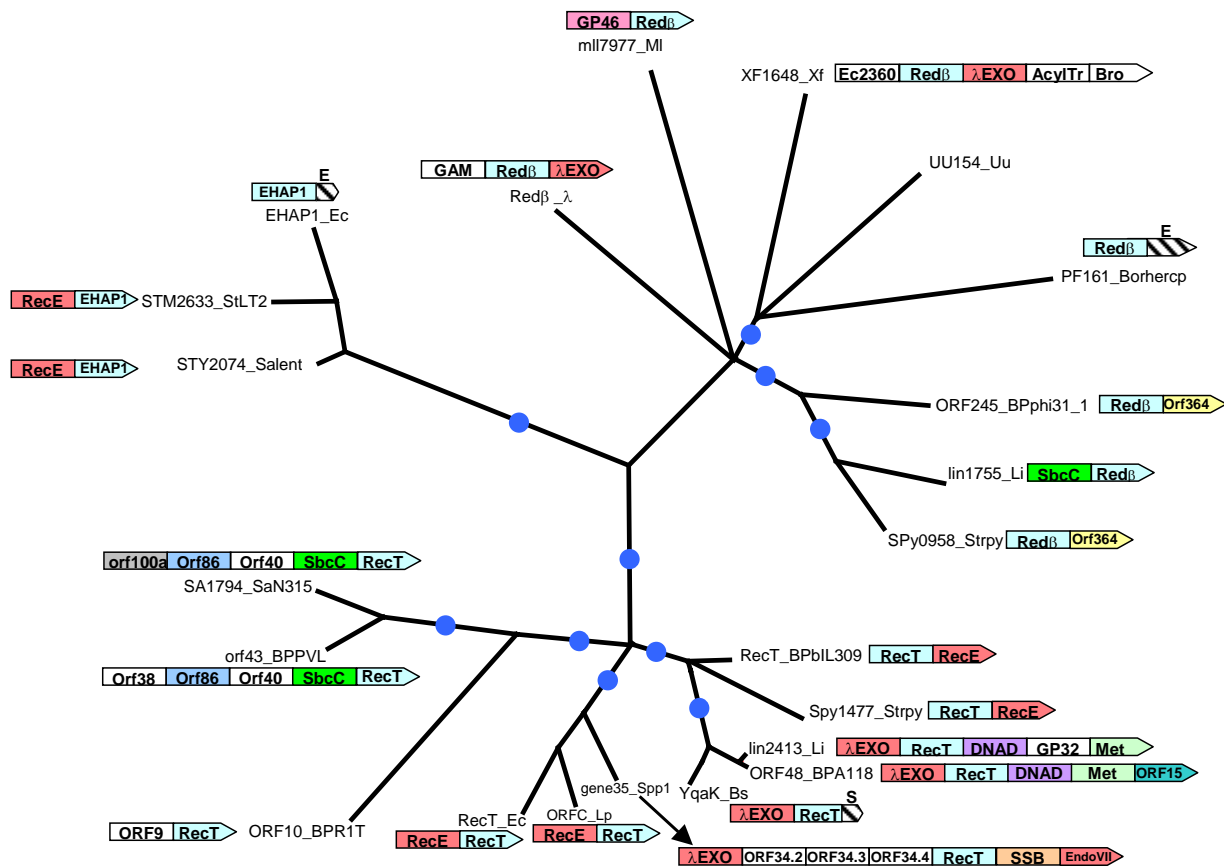 GP46 Redβ
mll7977_Ml
XF1648_Xf Ec2360 Redβ λEXO AcylTr Bro
UU154_Uu
GAM Redβ λEXO
Redβ_λ
E
EHAP1
EHAP1_Ec
E
Redβ
PF161_Borhercp
RecE EHAP1 STM2633_StLT2
RecE EHAP1 STY2074_Salent
ORF245_BPphi31_1 Redβ Orf364
lin1755_Li SbcC Redβ
SPy0958_Strpy Redβ Orf364
orf100a Orf86 Orf40 SbcC RecT
SA1794_SaN315
orf43_BPPVL
Orf38 Orf86 Orf40 SbcC RecT
RecT_BPbIL309 RecT RecE
Spy1477_Strpy RecT RecE
lin2413_Li λEXO RecT DNAD GP32 Met
ORF48_BPA118 λEXO RecT DNAD Met ORF15
YqaK_Bs
S
λEXO RecT
gene35_Spp1
ORFC_Lp
RecT_Ec
ORF9 RecT ORF10_BPR1T
RecE RecT
RecE RecT
λEXO ORF34.2 ORF34.3 ORF34.4 RecT SSB EndoVII